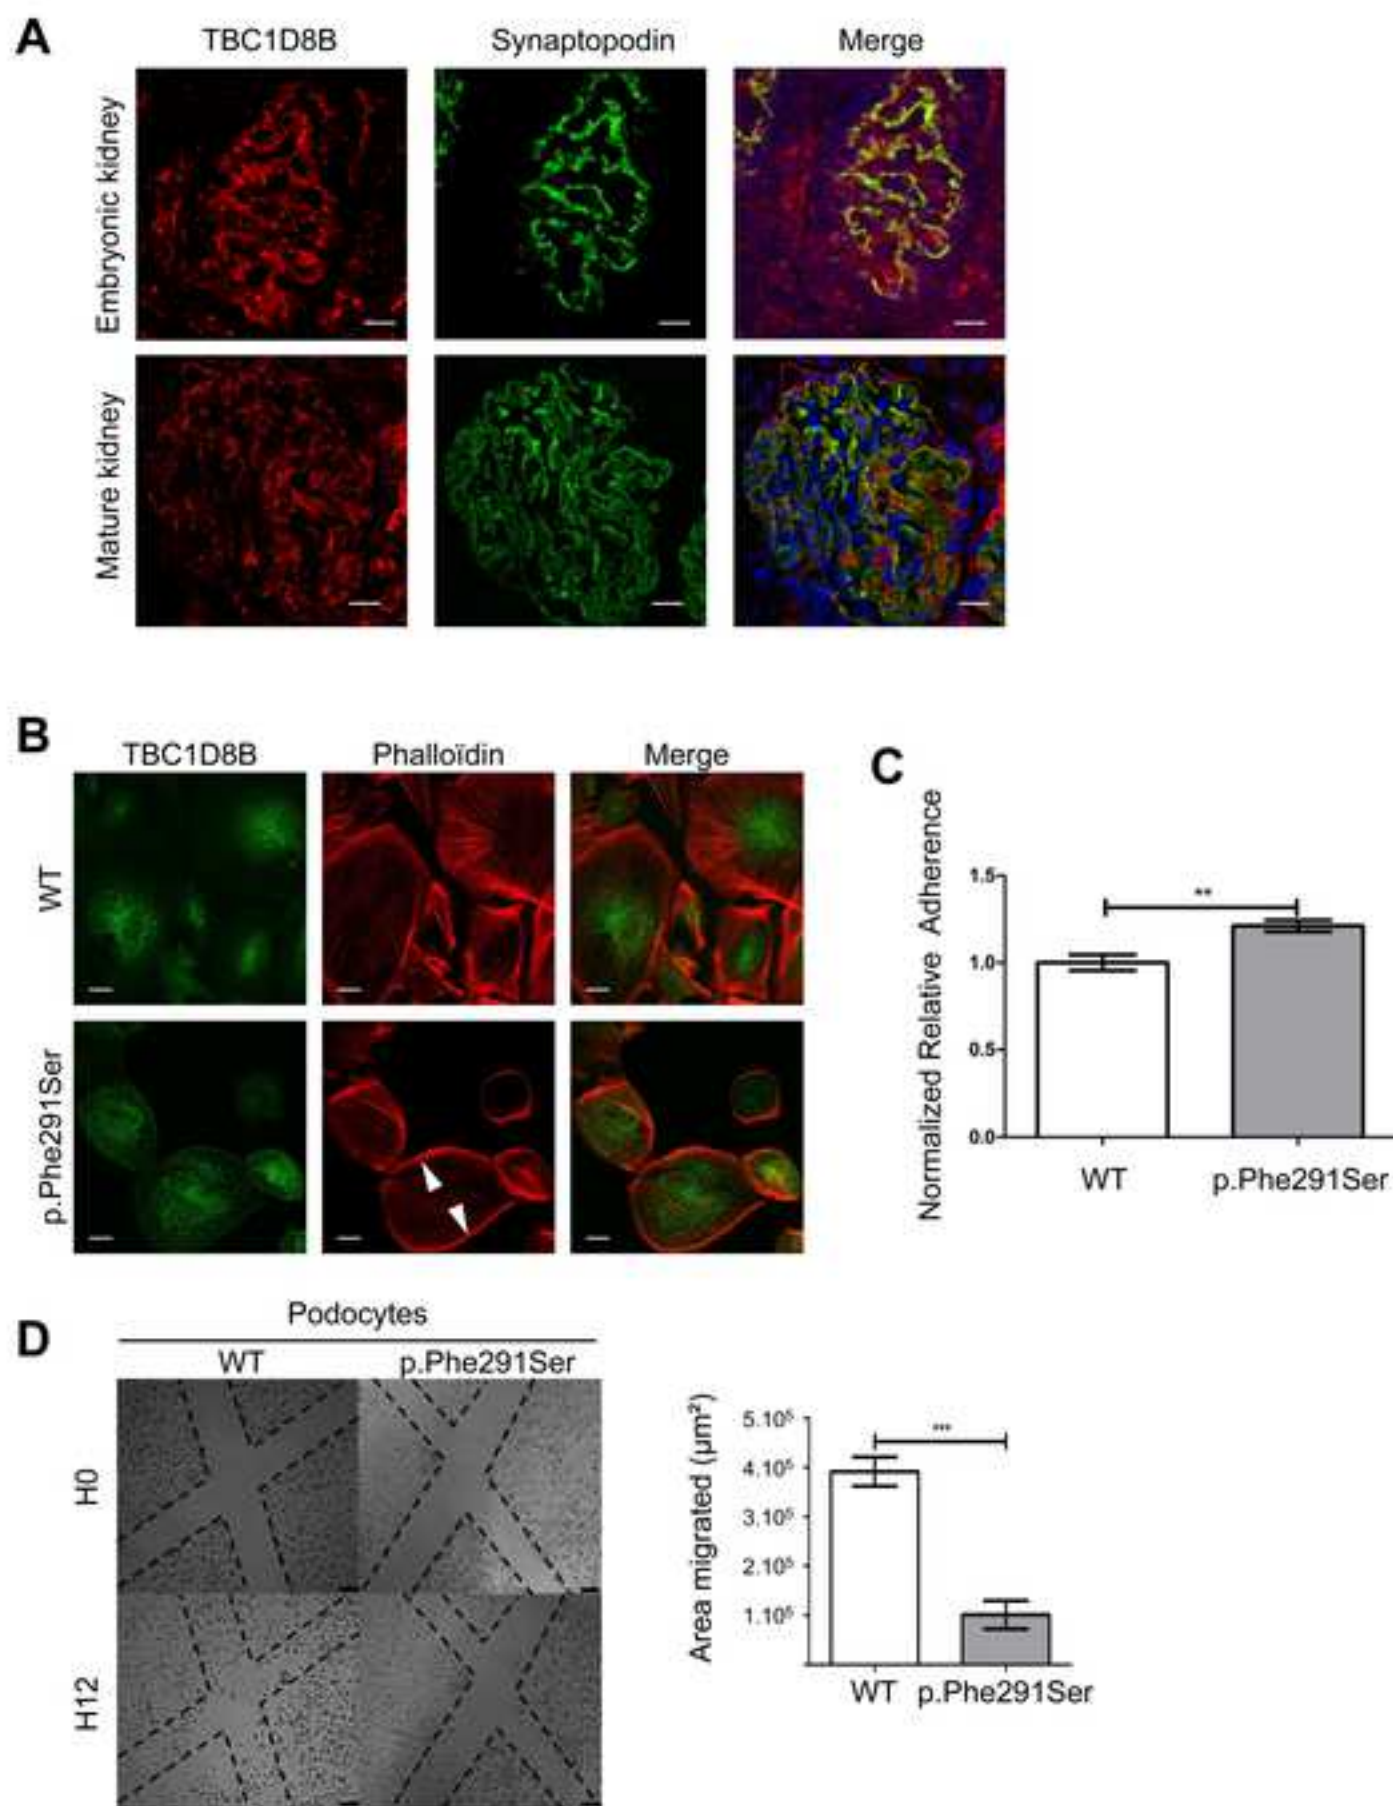 A
TBC1D8B Synaptopodin Merge
Embryonic kidney
Mature kidney
B
TBC1D8B Phalloïdin Merge
WT
p.Phe291Ser
C
Normalized Relative Adherence
1.5
1.0
0.5
0.0
**
WT p.Phe291Ser
D
Podocytes
WT p.Phe291Ser
H0
H12
Area migrated (µm²)
5.10⁵
4.10⁵
3.10⁵
2.10⁵
1.10⁵
***
WT p.Phe291Ser